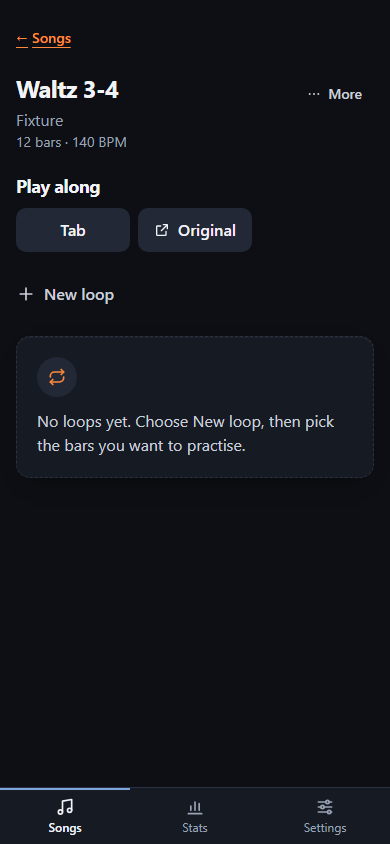 ← Songs
Waltz 3-4
··· More
Fixture
12 bars · 140 BPM
Play along
Tab
Original
New loop
No loops yet. Choose New loop, then pick
the bars you want to practise.
Songs
Stats
Settings